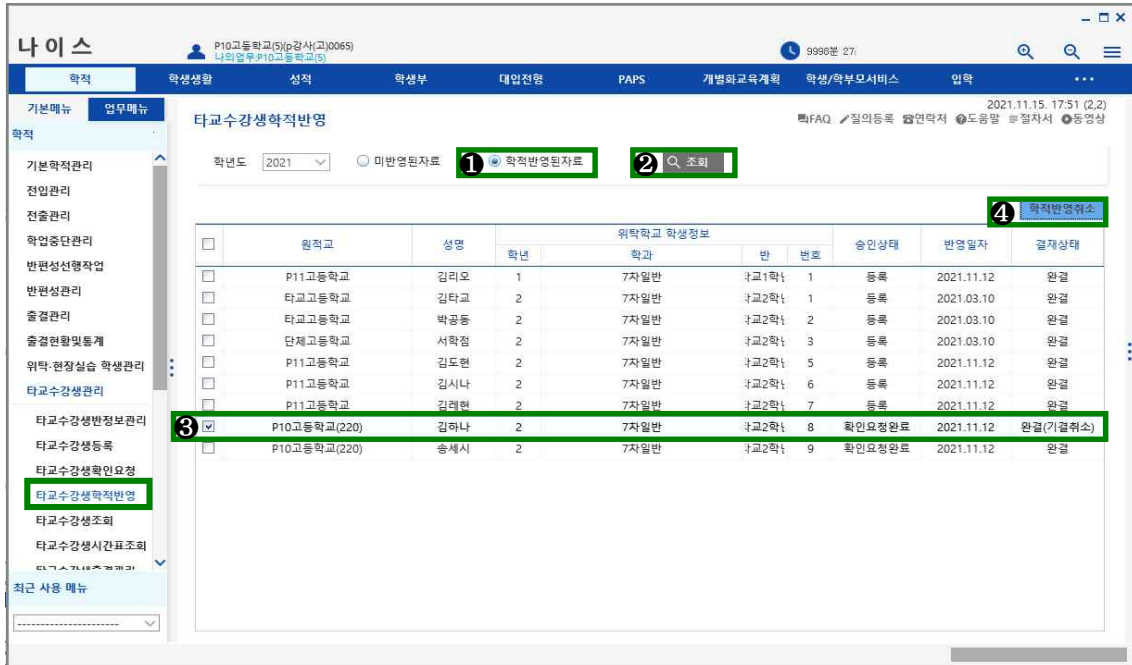 나이스
P10고등학교(5)(p강사(고)0065)
나의업무:P10고등학교(5)
9998분 27:
학적 학생생활 성적 학생부 대입전형 PAPS 개별화교육계획 학생/학부모서비스 입학 ...
기본메뉴 업무메뉴
2021.11.15. 17:51 (2,2)
타교수강생학적반영
FAQ 질의등록 연락처 도움말 절차서 동영상
학적
학년도 2021 미반영된자료 ❶ 학적반영된자료 ❷ 조회
❹ 학적반영취소
기본학적관리
전입관리
전출관리
학업중단관리
반편성선행작업
반편성관리
출결관리
출결현황및통계
위탁·현장실습 학생관리
타교수강생관리
타교수강생반정보관리
타교수강생등록
타교수강생확인요청
타교수강생학적반영
타교수강생조회
타교수강생시간표조회
최근 사용 메뉴
----------------------
원적교 성명 위탁학교 학생정보 승인상태 반영일자 결재상태
학년 학과 반 번호
P11고등학교 김리오 1 7차일반 1 등록 2021.11.12 완결
타교고등학교 김타교 2 7차일반 1 등록 2021.03.10 완결
타교고등학교 박공동 2 7차일반 2 등록 2021.03.10 완결
단체고등학교 서학점 2 7차일반 3 등록 2021.03.10 완결
P11고등학교 김도현 2 7차일반 5 등록 2021.11.12 완결
P11고등학교 김시나 2 7차일반 6 등록 2021.11.12 완결
P11고등학교 김레현 2 7차일반 7 등록 2021.11.12 완결
❸ P10고등학교(220) 김하나 2 7차일반 8 확인요청완료 2021.11.12 완결(기결취소)
P10고등학교(220) 송세시 2 7차일반 9 확인요청완료 2021.11.12 완결